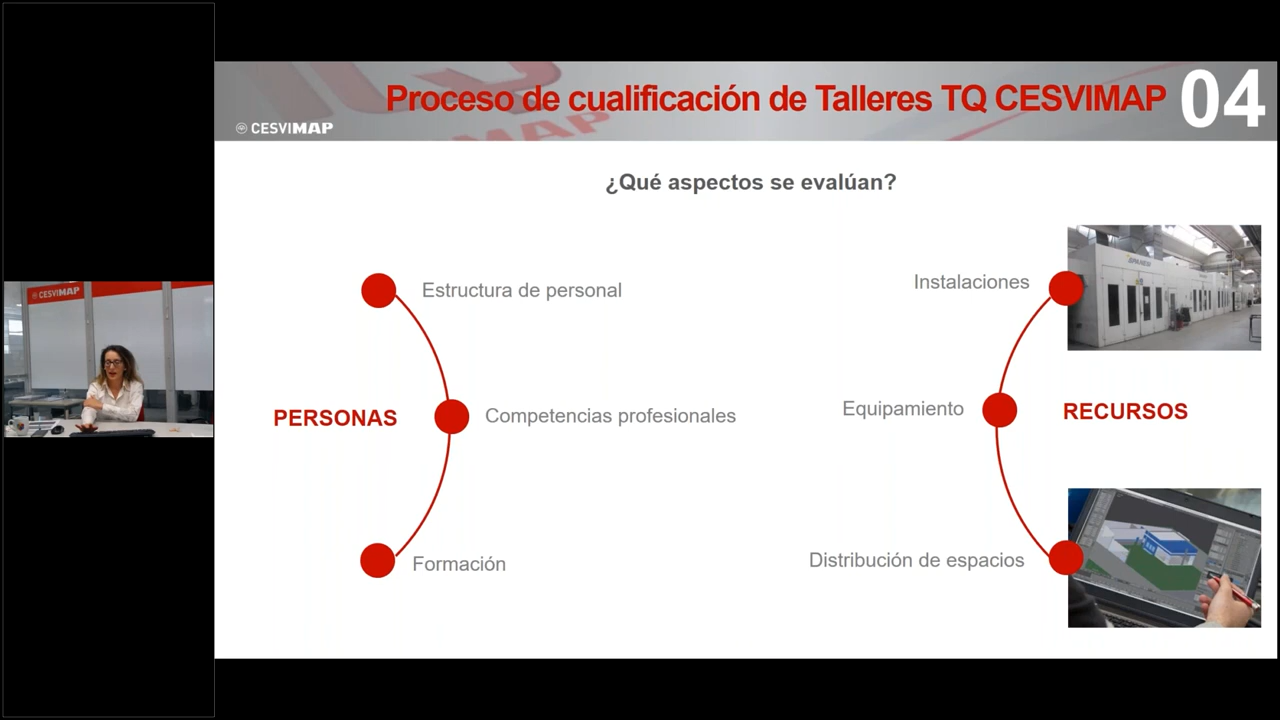 Proceso de cualificación de Talleres TQ CESVIMAP
04
CESVIMAP
¿Qué aspectos se evalúan?
Estructura de personal
Instalaciones
CESVIMAP
PERSONAS
Competencias profesionales
Equipamiento
RECURSOS
Formación
Distribución de espacios